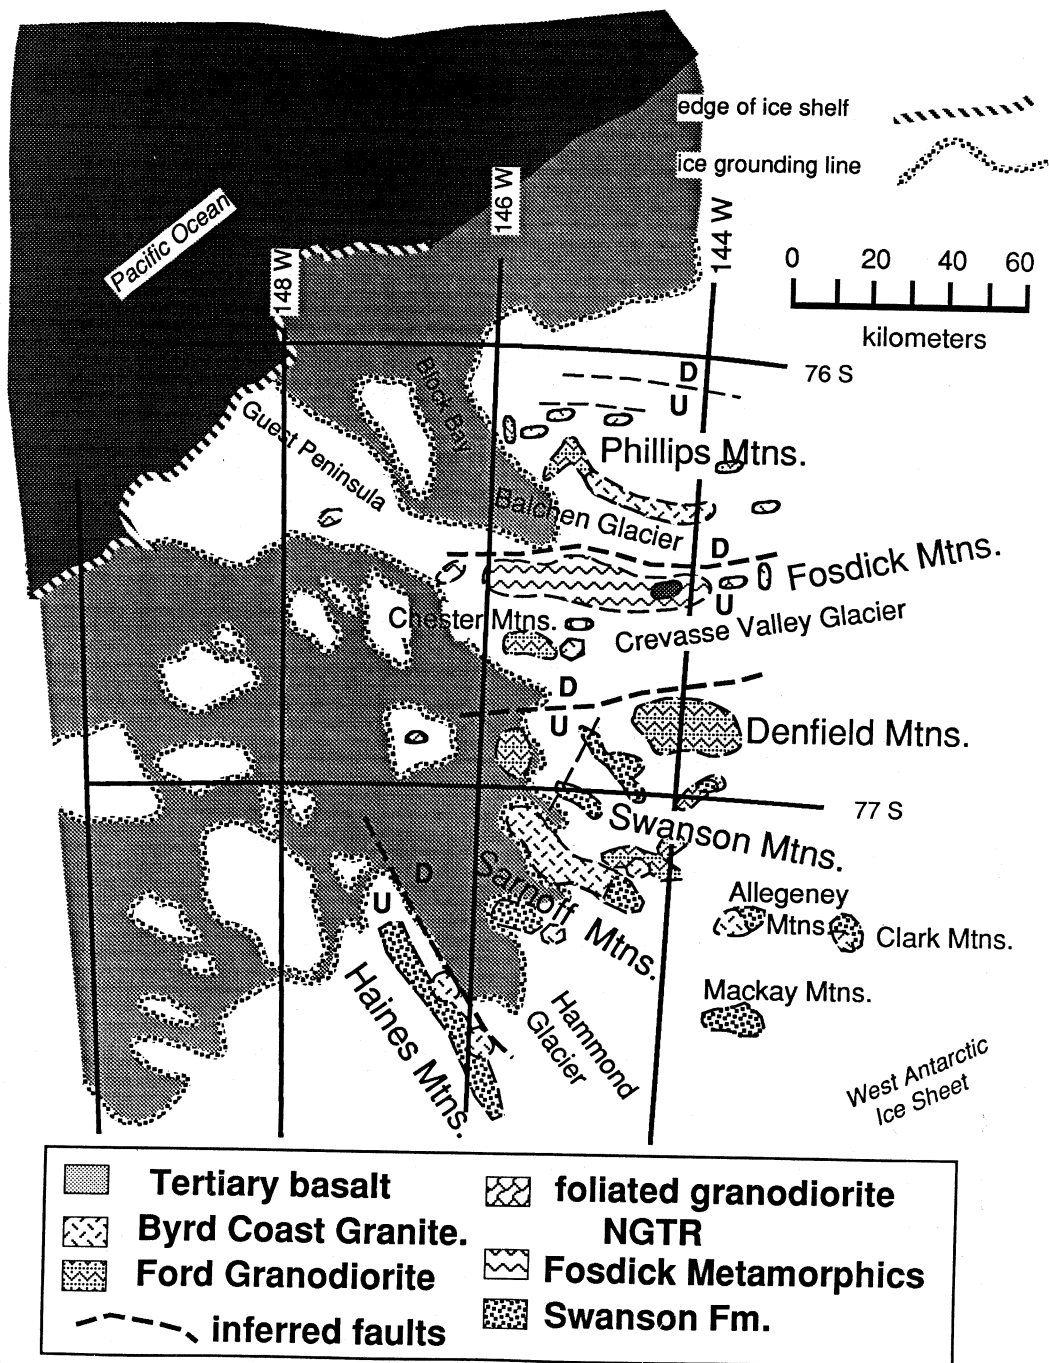 edge of ice shelf
ice grounding line
Pacific Ocean
148 W
146 W
144 W
0 20 40 60
kilometers
76 S
D
U
Block Bay
Guest Peninsula
Phillips Mtns.
Balchen Glacier
D
U
Fosdick Mtns.
Chester Mtns.
Crevasse Valley Glacier
D
U
Denfield Mtns.
77 S
Swanson Mtns.
D
U
Sarnoff Mtns.
Allegeney
Mtns.
Clark Mtns.
Mackay Mtns.
Haines Mtns.
Hammond
Glacier
West Antarctic
Ice Sheet
Tertiary basalt
Byrd Coast Granite.
Ford Granodiorite
inferred faults
foliated granodiorite
NGTR
Fosdick Metamorphics
Swanson Fm.